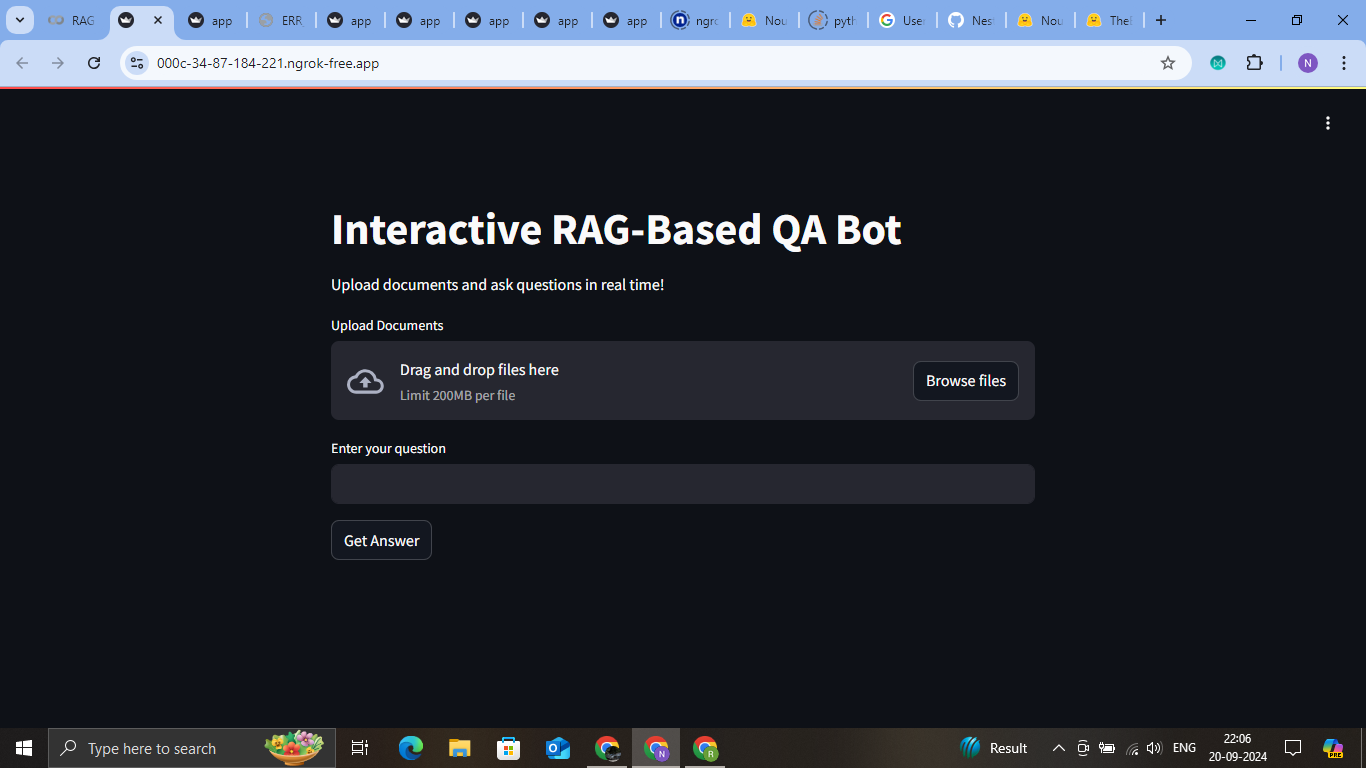 RAG
app
ERR
app
app
app
app
app
ngro
Nou
pyth
User
Nest
Nou
000c-34-87-184-221.ngrok-free.app
N
Interactive RAG-Based QA Bot
Upload documents and ask questions in real time!
Upload Documents
Drag and drop files here
Limit 200MB per file
Browse files
Enter your question
Get Answer
Type here to search
N
R
Result
ENG
22:06
20-09-2024
PRE